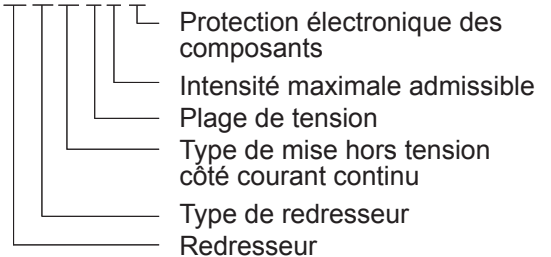 Protection électronique des
composants
Intensité maximale admissible
Plage de tension
Type de mise hors tension
côté courant continu
Type de redresseur
Redresseur